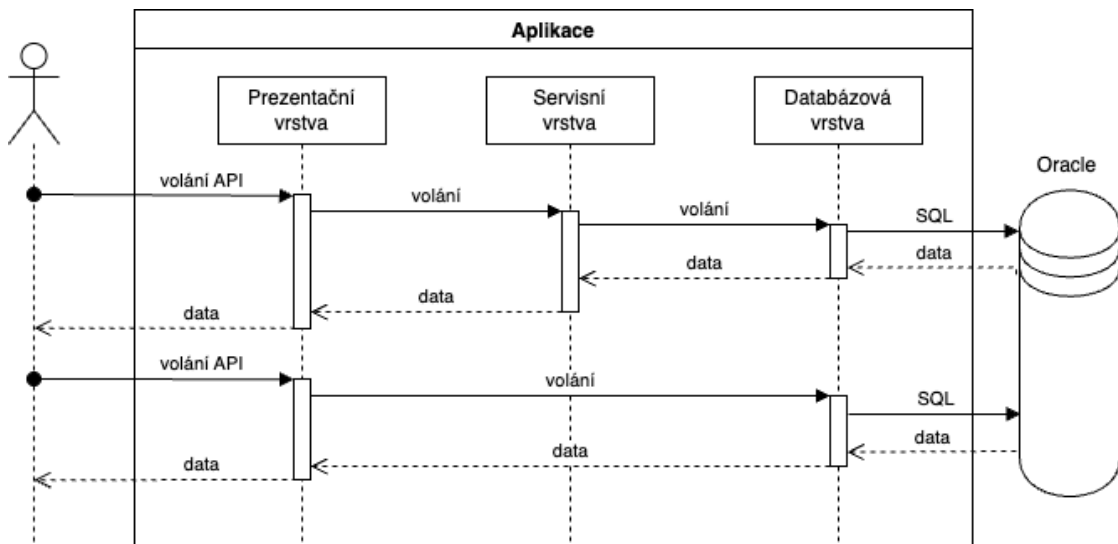 Aplikace
Prezentační
vrstva
Servisní
vrstva
Databázová
vrstva
Oracle
volání API
volání
volání
SQL
data
data
data
data
volání API
volání
SQL
data
data
data